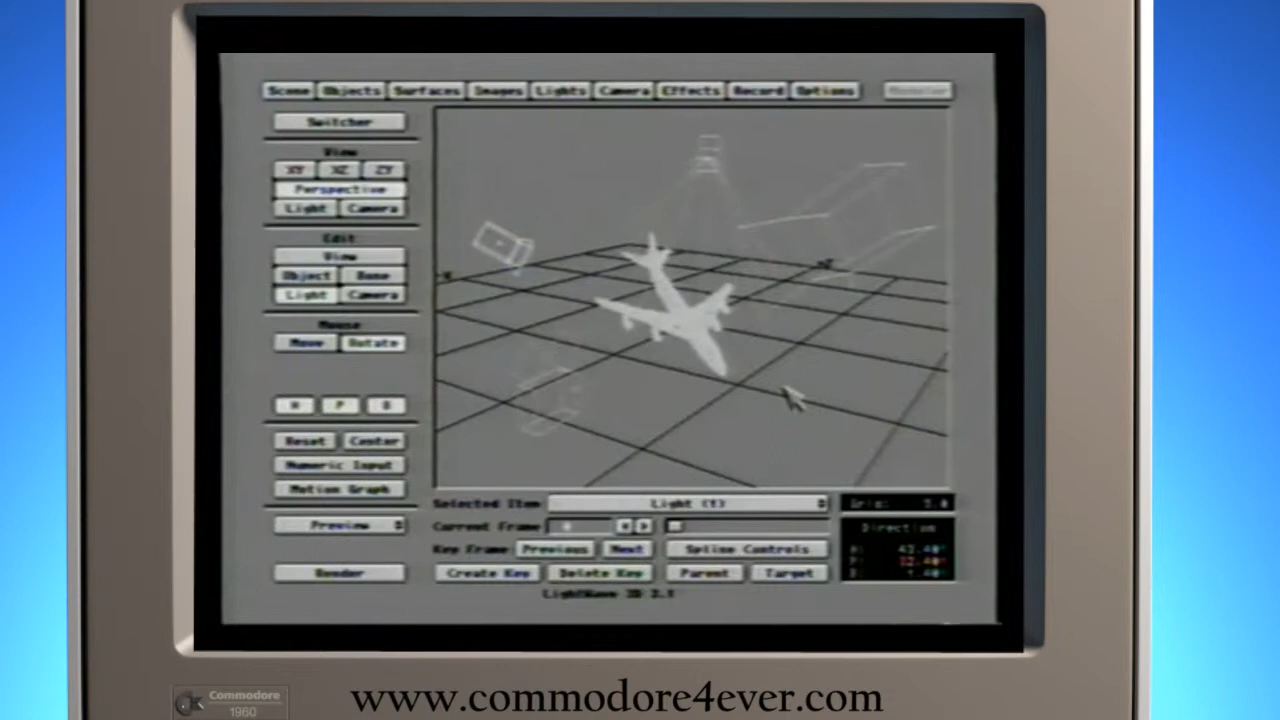 Scene Objects Surfaces Images Lights Camera Effects Record Options
Switcher
View
XY XZ ZY
Perspective
Light Camera
Edit
View
Object Bone
Light Camera
Mouse
Move Rotate
H P B
Reset Center
Numeric Input
Motion Graph
Selected Item Light (1)
Preview
Current Frame
Direction
Key Frame Previous Next Spline Controls
Render
Create Key Delete Key Parent Target
LightWave 3D 3.1
Commodore
1960
www.commodore4ever.com